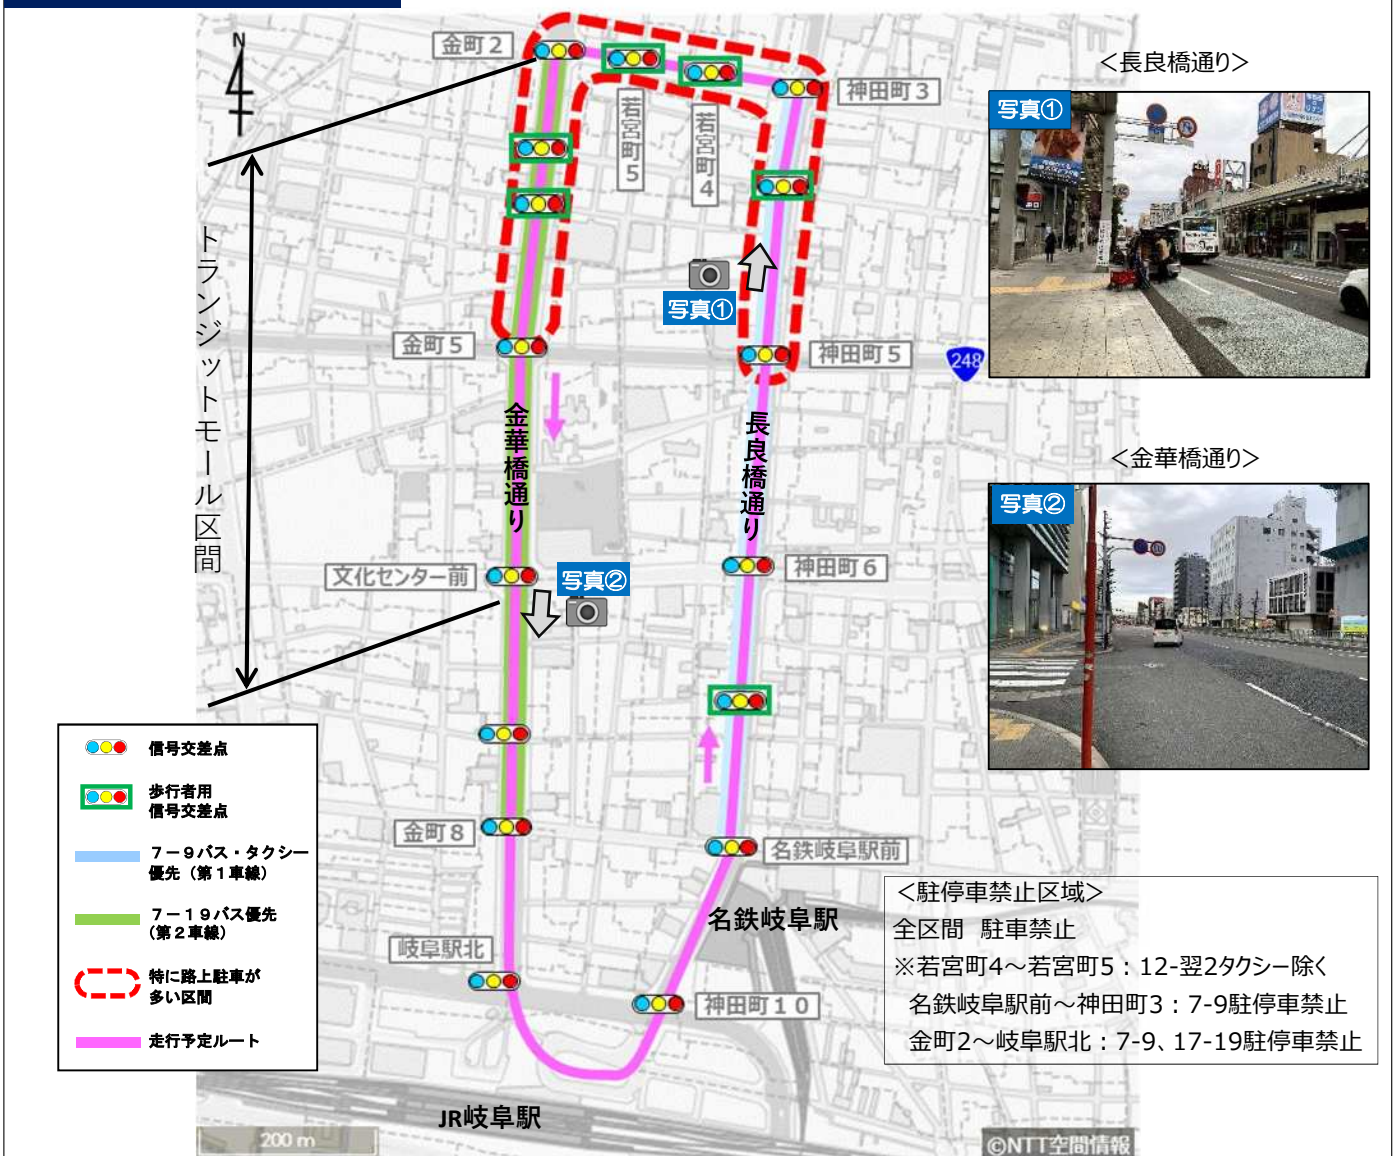 N
金町2
若宮町5
若宮町4
神田町3
<長良橋通り>
写真①
トランジットモール区間
写真①
金町5
神田町5
248
金華橋通り
長良橋通り
<金華橋通り>
写真②
文化センター前
写真②
神田町6
信号交差点
歩行者用
信号交差点
7-9バス・タクシー
優先(第1車線)
7-19バス優先
(第2車線)
特に路上駐車が
多い区間
走行予定ルート
金町8
名鉄岐阜駅前
名鉄岐阜駅
岐阜駅北
神田町10
<駐停車禁止区域>
全区間 駐車禁止
※若宮町4~若宮町5:12-翌2タクシー除く
名鉄岐阜駅前~神田町3:7-9駐停車禁止
金町2~岐阜駅北:7-9、17-19駐停車禁止
JR岐阜駅
200 m
©NTT空間情報